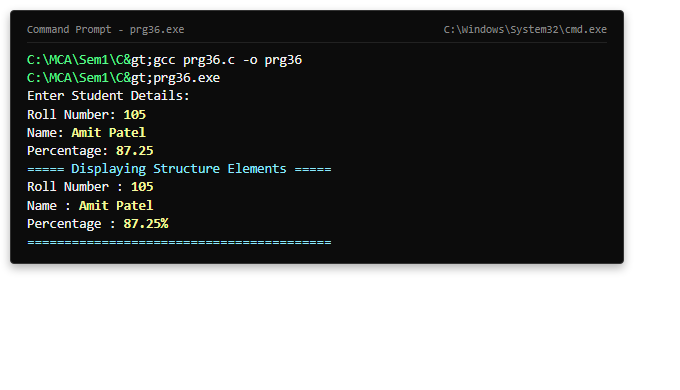 Command Prompt - prg36.exe C:\Windows\System32\cmd.exe
C:\MCA\Sem1\C&gt;gcc prg36.c -o prg36
C:\MCA\Sem1\C&gt;prg36.exe
Enter Student Details:
Roll Number: 105
Name: Amit Patel
Percentage: 87.25
===== Displaying Structure Elements =====
Roll Number : 105
Name : Amit Patel
Percentage : 87.25%
=========================================